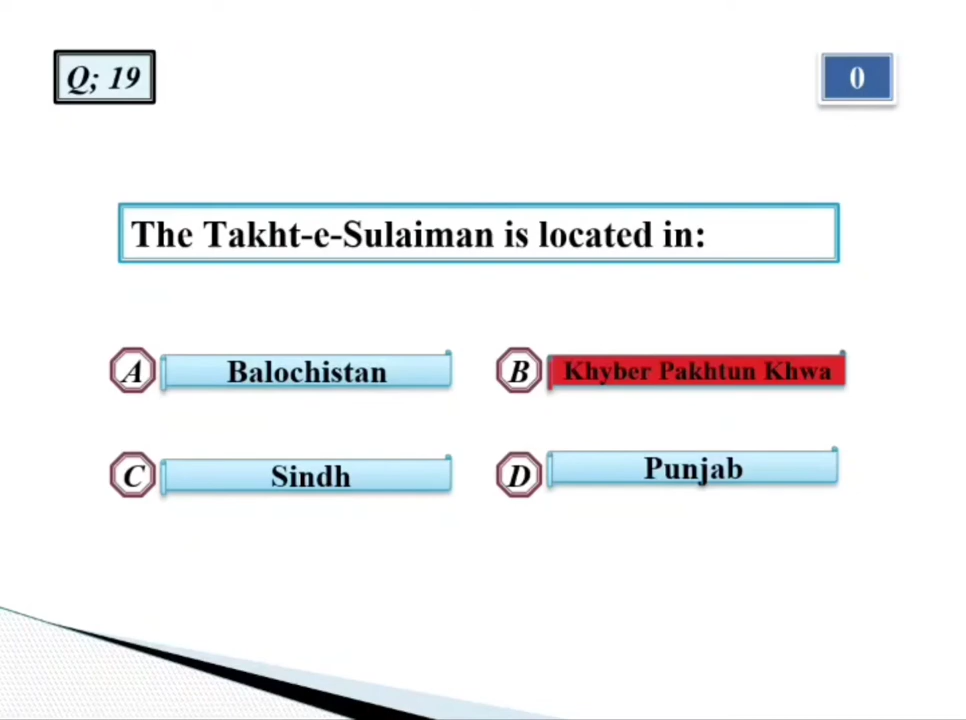 Q; 19
0
The Takht-e-Sulaiman is located in:
A Balochistan
B Khyber Pakhtun Khwa
C Sindh
D Punjab